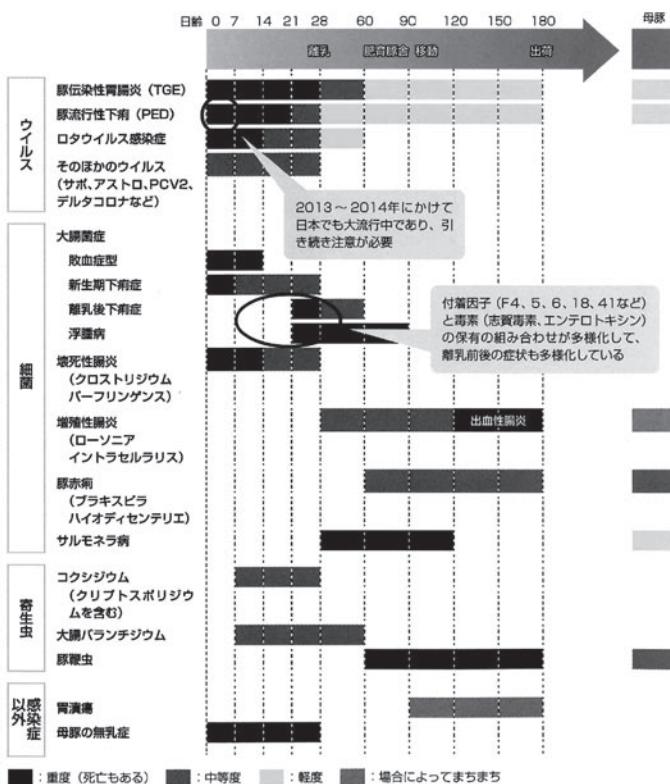 日齢 0 7 14 21 28 60 90 120 150 180 母豚
離乳 肥育豚舎 移動 出荷
ウイルス
豚伝染性胃腸炎（TGE）
豚流行性下痢（PED）
ロタウイルス感染症
そのほかのウイルス
（サポ、アストロ、PCV2、
デルタコロナなど）
2013～2014年にかけて
日本でも大流行中であり、引
き続き注意が必要
細菌
大腸菌症
敗血症型
新生期下痢症
離乳後下痢症
浮腫病
付着因子（F4、5、6、18、41など）
と毒素（志賀毒素、エンテロトキシン）
の保有の組み合わせが多様化して、
離乳前後の症状も多様化している
壊死性腸炎
（クロストリジウム
パーフリンゲンス）
増殖性腸炎
（ローソニア
イントラセルラリス）
出血性腸炎
豚赤痢
（ブラキスピラ
ハイオディセンテリエ）
サルモネラ病
寄生虫
コクシジウム
（クリプトスポリジウ
ムを含む）
大腸バランチジウム
豚鞭虫
感染症
以外
胃潰瘍
母豚の無乳症
：重度（死亡もある） ：中等度 ：軽度 ：場合によってまちまち